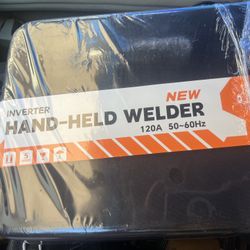 NEW
INVERTER
HAND-HELD WELDER
120A 50~60Hz